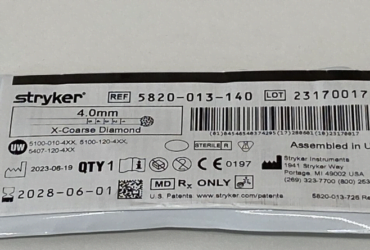 stryker® REF 5820-013-140 LOT 23170017
4.0mm
X-Coarse Diamond
UW 5100-010-4XX, 8100-120-4XX,
5407-120-4XX
STERILE R
Assembled in U
2023-06-19 QTY 1 CE 0197
Stryker Instruments
1941 Stryker Way
Portage, MI 49002 USA
(269) 323-7700 (800) 253
2028-06-01 MD Rx ONLY
U.S. Patents: www.stryker.com/patents
5820-013-726 Re